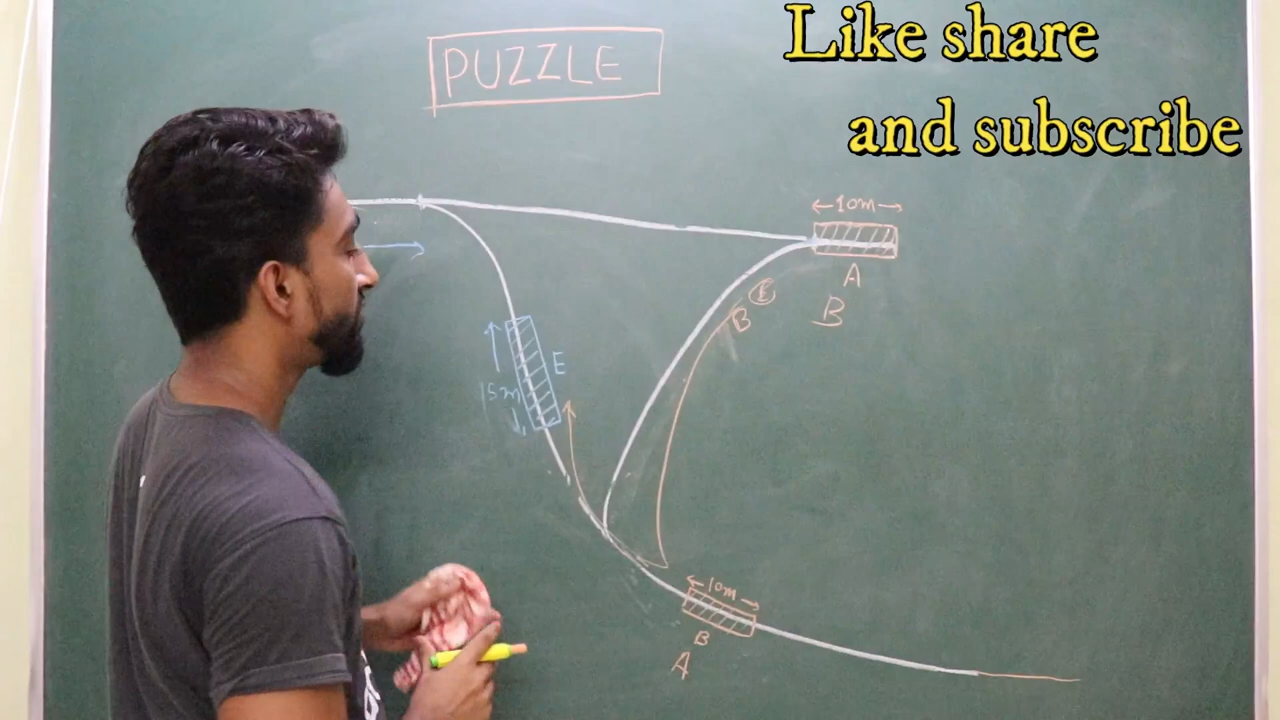 Like share
and subscribe
PUZZLE
←10m→
A
B
E
B
E
15m
←10m→
B
A